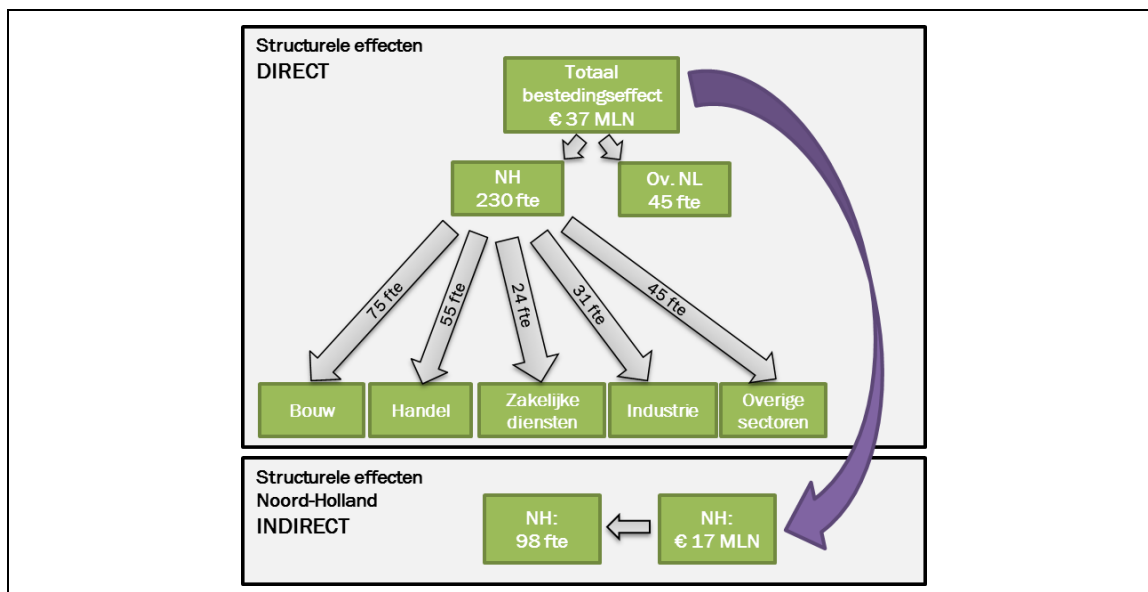 Structurele effecten
DIRECT
Totaal
bestedingseffect
€ 37 MLN
NH
230 fte
Ov. NL
45 fte
75 fte
55 fte
24 fte
31 fte
45 fte
Bouw
Handel
Zakelijke
diensten
Industrie
Overige
sectoren
Structurele effecten
Noord-Holland
INDIRECT
NH:
98 fte
NH:
€ 17 MLN